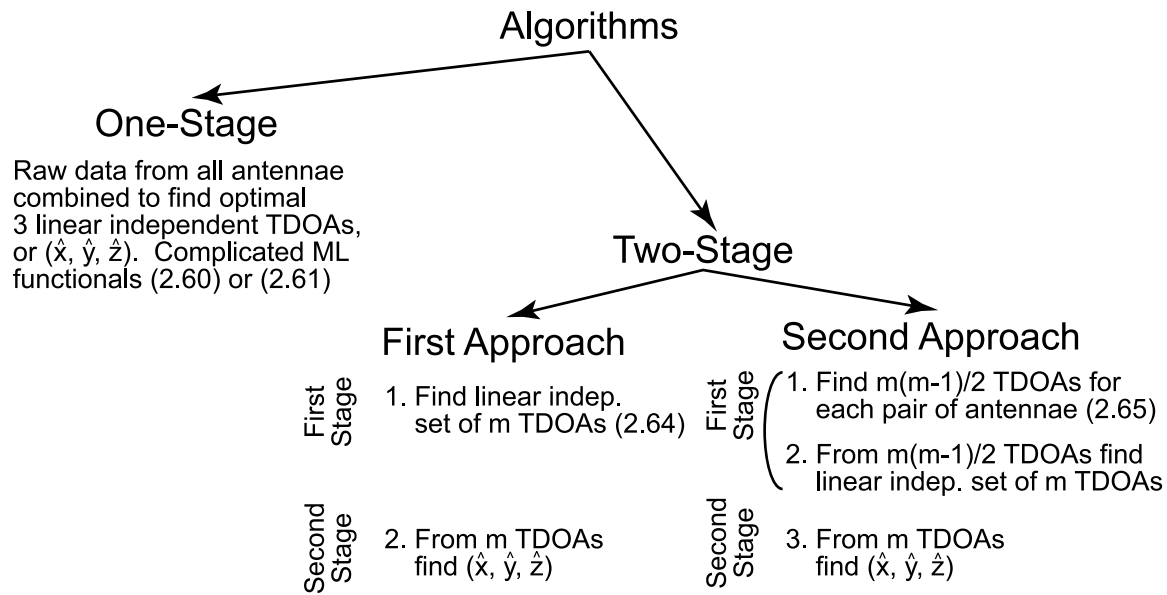 Algorithms
One-Stage
Raw data from all antennae
combined to find optimal
3 linear independent TDOAs,
or (x̂, ŷ, ẑ).  Complicated ML
functionals (2.60) or (2.61)
Two-Stage
First Approach
First
Stage
1. Find linear indep.
set of m TDOAs (2.64)
Second
Stage
2. From m TDOAs
find (x̂, ŷ, ẑ)
Second Approach
First
Stage
1. Find m(m-1)/2 TDOAs for
each pair of antennae (2.65)
2. From m(m-1)/2 TDOAs find
linear indep. set of m TDOAs
Second
Stage
3. From m TDOAs
find (x̂, ŷ, ẑ)